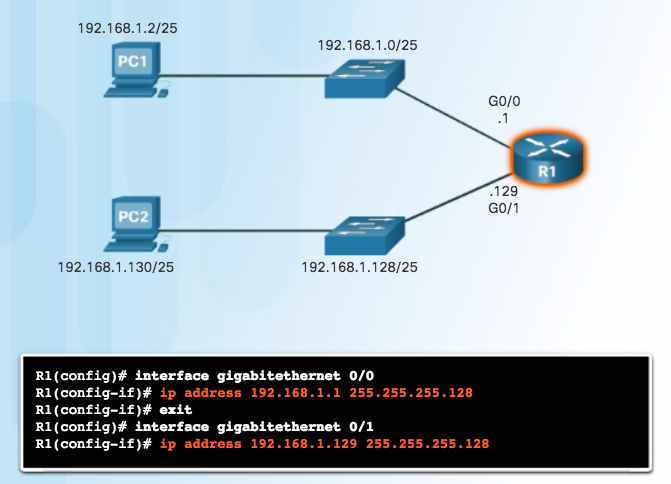 192.168.1.2/25
PC1
192.168.1.0/25
G0/0
.1
R1
.129
G0/1
PC2
192.168.1.130/25
192.168.1.128/25
R1(config)# interface gigabitethernet 0/0
R1(config-if)# ip address 192.168.1.1 255.255.255.128
R1(config-if)# exit
R1(config)# interface gigabitethernet 0/1
R1(config-if)# ip address 192.168.1.129 255.255.255.128